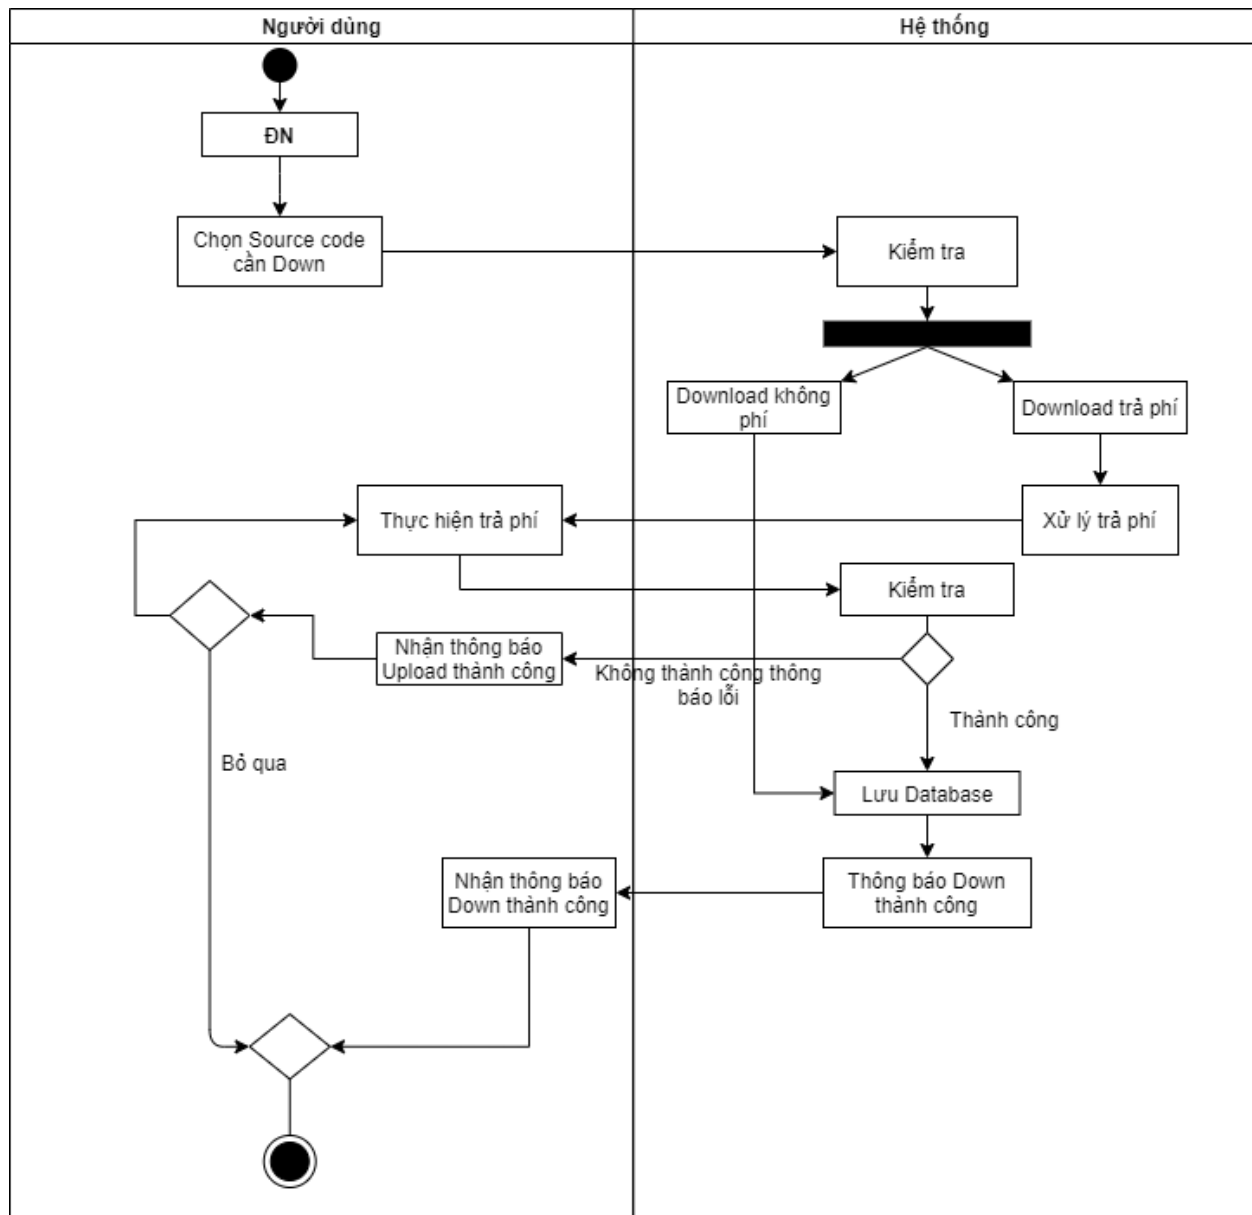 Người dùng
Hệ thống
ĐN
Chọn Source code
cần Down
Kiểm tra
Download không
phí
Download trả phí
Thực hiện trả phí
Xử lý trả phí
Kiểm tra
Nhận thông báo
Upload thành công
Không thành công thông
báo lỗi
Thành công
Bỏ qua
Lưu Database
Nhận thông báo
Down thành công
Thông báo Down
thành công